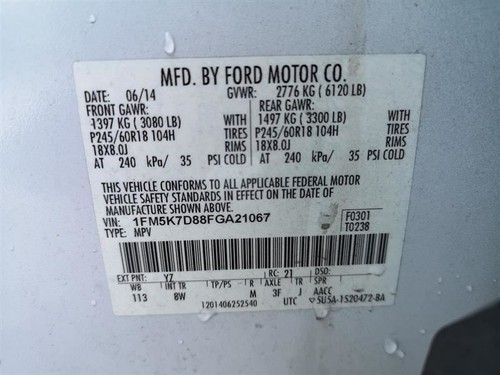 MFD. BY FORD MOTOR CO.
DATE: 06/14 GVWR: 2776 KG ( 6120 LB)
FRONT GAWR: REAR GAWR:
1397 KG ( 3080 LB) WITH 1497 KG ( 3300 LB) WITH
P245/60R18 104H TIRES P245/60R18 104H TIRES
18X8.0J RIMS 18X8.0J RIMS
AT 240 kPa/ 35 PSI COLD AT 240 kPa/ 35 PSI COLD
THIS VEHICLE CONFORMS TO ALL APPLICABLE FEDERAL MOTOR
VEHICLE SAFETY STANDARDS IN EFFECT ON THE DATE OF
MANUFACTURE SHOWN ABOVE.
VIN: 1FM5K7D88FGA21067 F0301
TYPE: MPV T0238
EXT PNT: YZ RC: 21 DSO:
WB INT TR TP/PS R AXLE TR SPR
113 8W M 3F J AACC
1201406252540 UTC ▽SU5A-1520472-BA